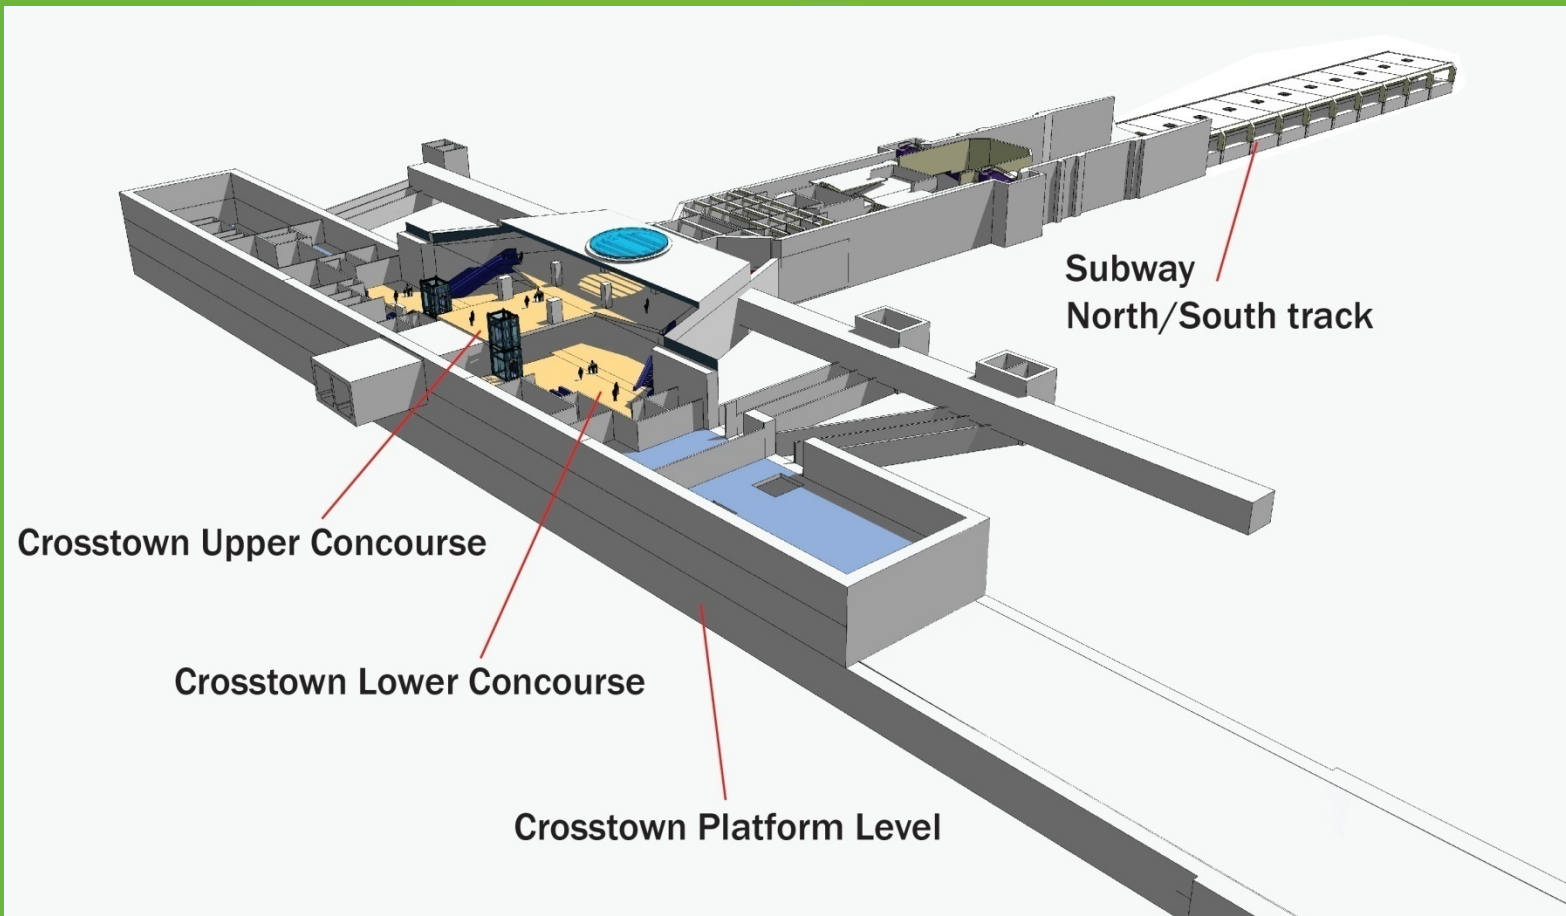 Subway
North/South track
Crosstown Upper Concourse
Crosstown Lower Concourse
Crosstown Platform Level